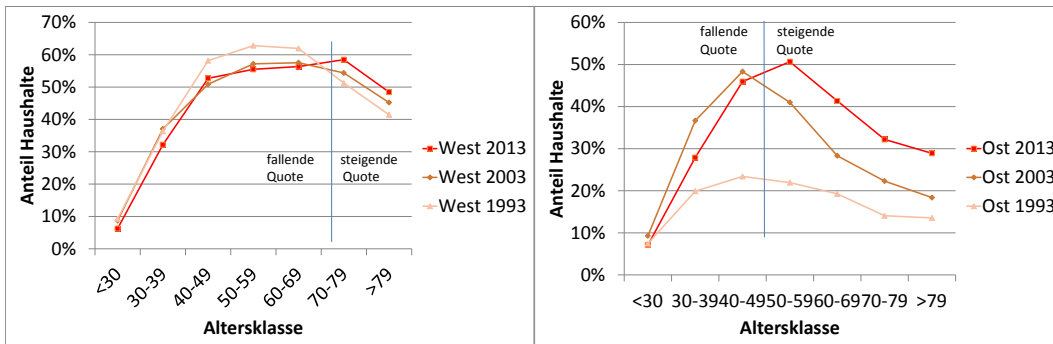 70%
60%
50%
40%
30%
20%
10%
0%
Anteil Haushalte
fallende
Quote
steigende
Quote
West 2013
West 2003
West 1993
<30
30-39
40-49
50-59
60-69
70-79
>79
Altersklasse
60%
50%
40%
30%
20%
10%
0%
Anteil Haushalte
fallende
Quote
steigende
Quote
Ost 2013
Ost 2003
Ost 1993
<30
30-39
40-49
50-59
60-69
70-79
>79
Altersklasse